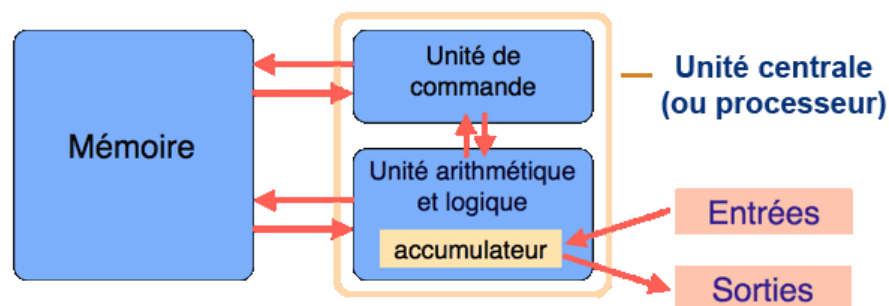 Mémoire
Unité de
commande
Unité arithmétique
et logique
accumulateur
Unité centrale
(ou processeur)
Entrées
Sorties